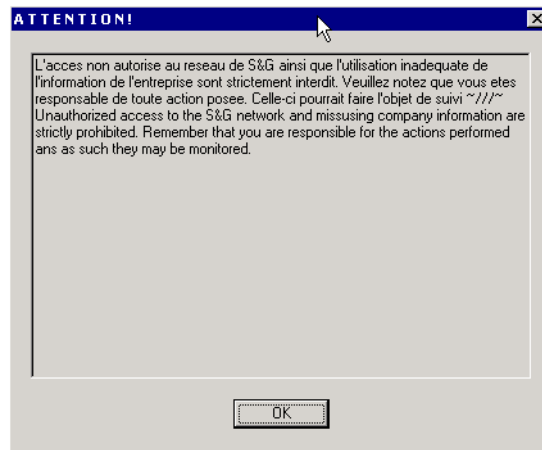 ATTENTION!
L'acces non autorise au reseau de S&G ainsi que l'utilisation inadequate de
l'information de l'entreprise sont strictement interdit. Veuillez notez que vous etes
responsable de toute action posee. Celle-ci pourrait faire l'objet de suivi ~///~
Unauthorized access to the S&G network and missusing company information are
strictly prohibited. Remember that you are responsible for the actions performed
ans as such they may be monitored.
OK